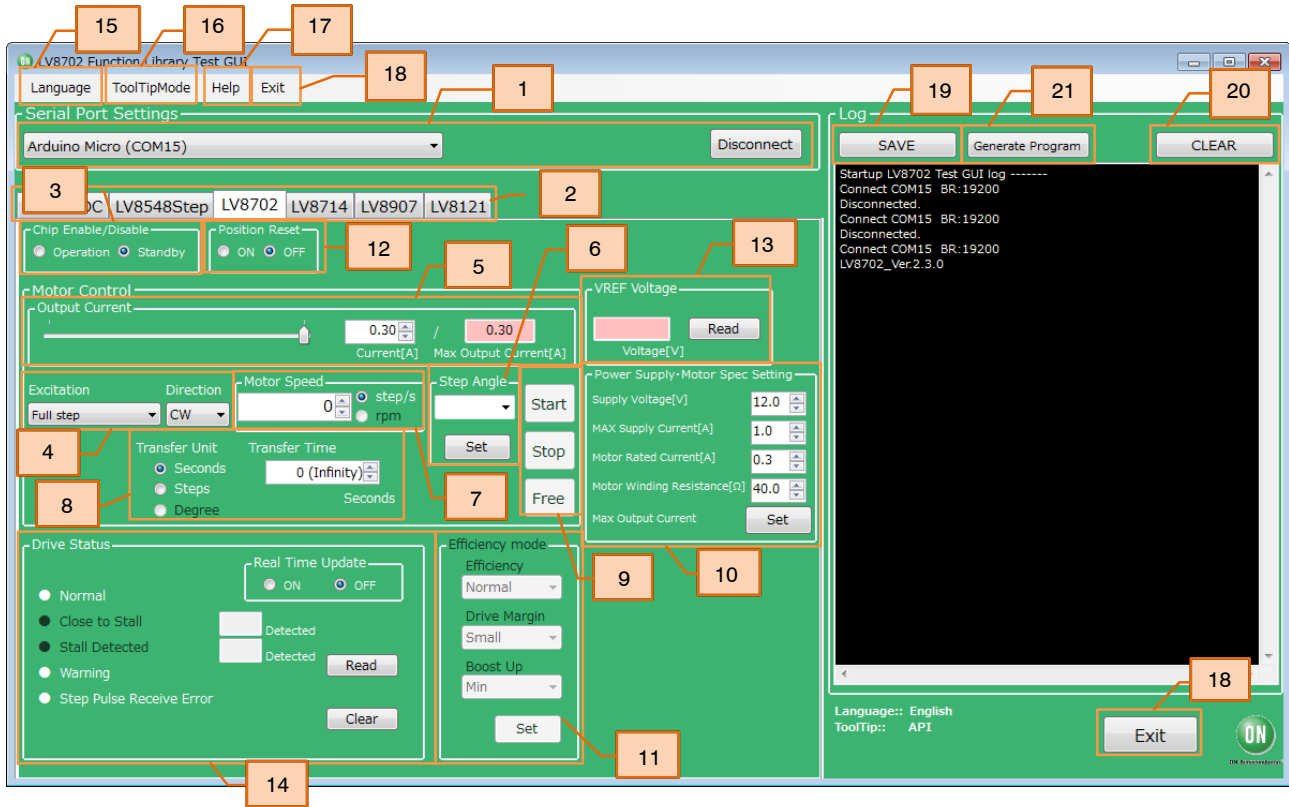 15
16
17
LV8702 Function Library Test GUI
18
Language ToolTipMode Help Exit
1
19
21
20
Serial Port Settings
Arduino Micro (COM15)
Disconnect
Log
SAVE
Generate Program
CLEAR
Startup LV8702 Test GUI log -------
Connect COM15 BR:19200
Disconnected.
Connect COM15 BR:19200
Disconnected.
Connect COM15 BR:19200
LV8702_Ver.2.3.0
3
2
LV8548Step LV8702 LV8714 LV8907 LV8121
Chip Enable/Disable
Operation Standby
Position Reset
ON OFF
12
5
6
13
Motor Control
Output Current
0.30 / 0.30
Current[A] Max Output Current[A]
VREF Voltage
Read
Voltage[V]
Excitation Direction
Full step CW
Motor Speed
0
step/s
rpm
Step Angle
Set
Start
Stop
Free
Power Supply・Motor Spec Setting
Supply Voltage[V] 12.0
MAX Supply Current[A] 1.0
Motor Rated Current[A] 0.3
Motor Winding Resistance[Ω] 40.0
Max Output Current Set
4
8
Transfer Unit Transfer Time
Seconds 0 (Infinity)
Steps Seconds
Degree
7
9
10
Drive Status
Real Time Update
ON OFF
Normal
Close to Stall Detected
Stall Detected Detected
Read
Warning
Step Pulse Receive Error
Clear
Efficiency mode
Efficiency
Normal
Drive Margin
Small
Boost Up
Min
Set
11
14
Language:: English
ToolTip:: API
18
Exit
ON
ON Semiconductor